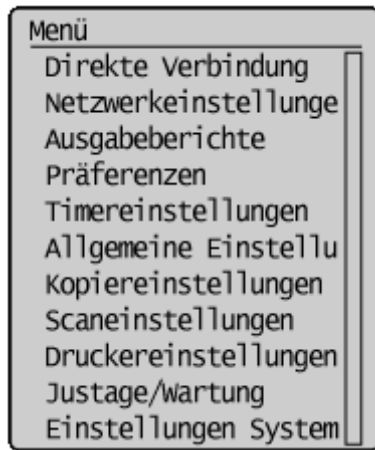 Menü
Direkte Verbindung
Netzwerkeinstellunge
Ausgabeberichte
Präferenzen
Timereinstellungen
Allgemeine Einstellu
Kopiereinstellungen
Scaneinstellungen
Druckereinstellungen
Justage/Wartung
Einstellungen System